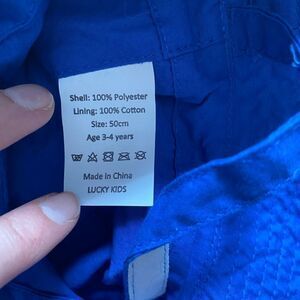 Shell: 100% Polyester
Lining: 100% Cotton
Size: 50cm
Age 3-4 years
Made in China
LUCKY KIDS